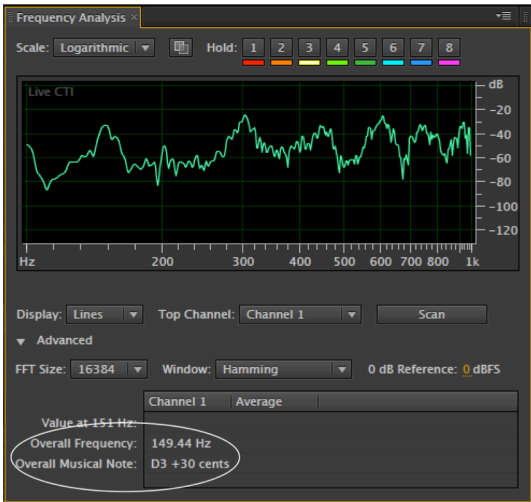 Frequency Analysis ×
Scale: Logarithmic Hold: 1 2 3 4 5 6 7 8
Live CTI
dB
-20
-40
-60
-80
-100
-120
Hz 200 300 400 500 600 700 800 1k
Display: Lines Top Channel: Channel 1 Scan
Advanced
FFT Size: 16384 Window: Hamming 0 dB Reference: 0 dBFS
Channel 1 Average
Value at 151 Hz:
Overall Frequency: 149.44 Hz
Overall Musical Note: D3 +30 cents